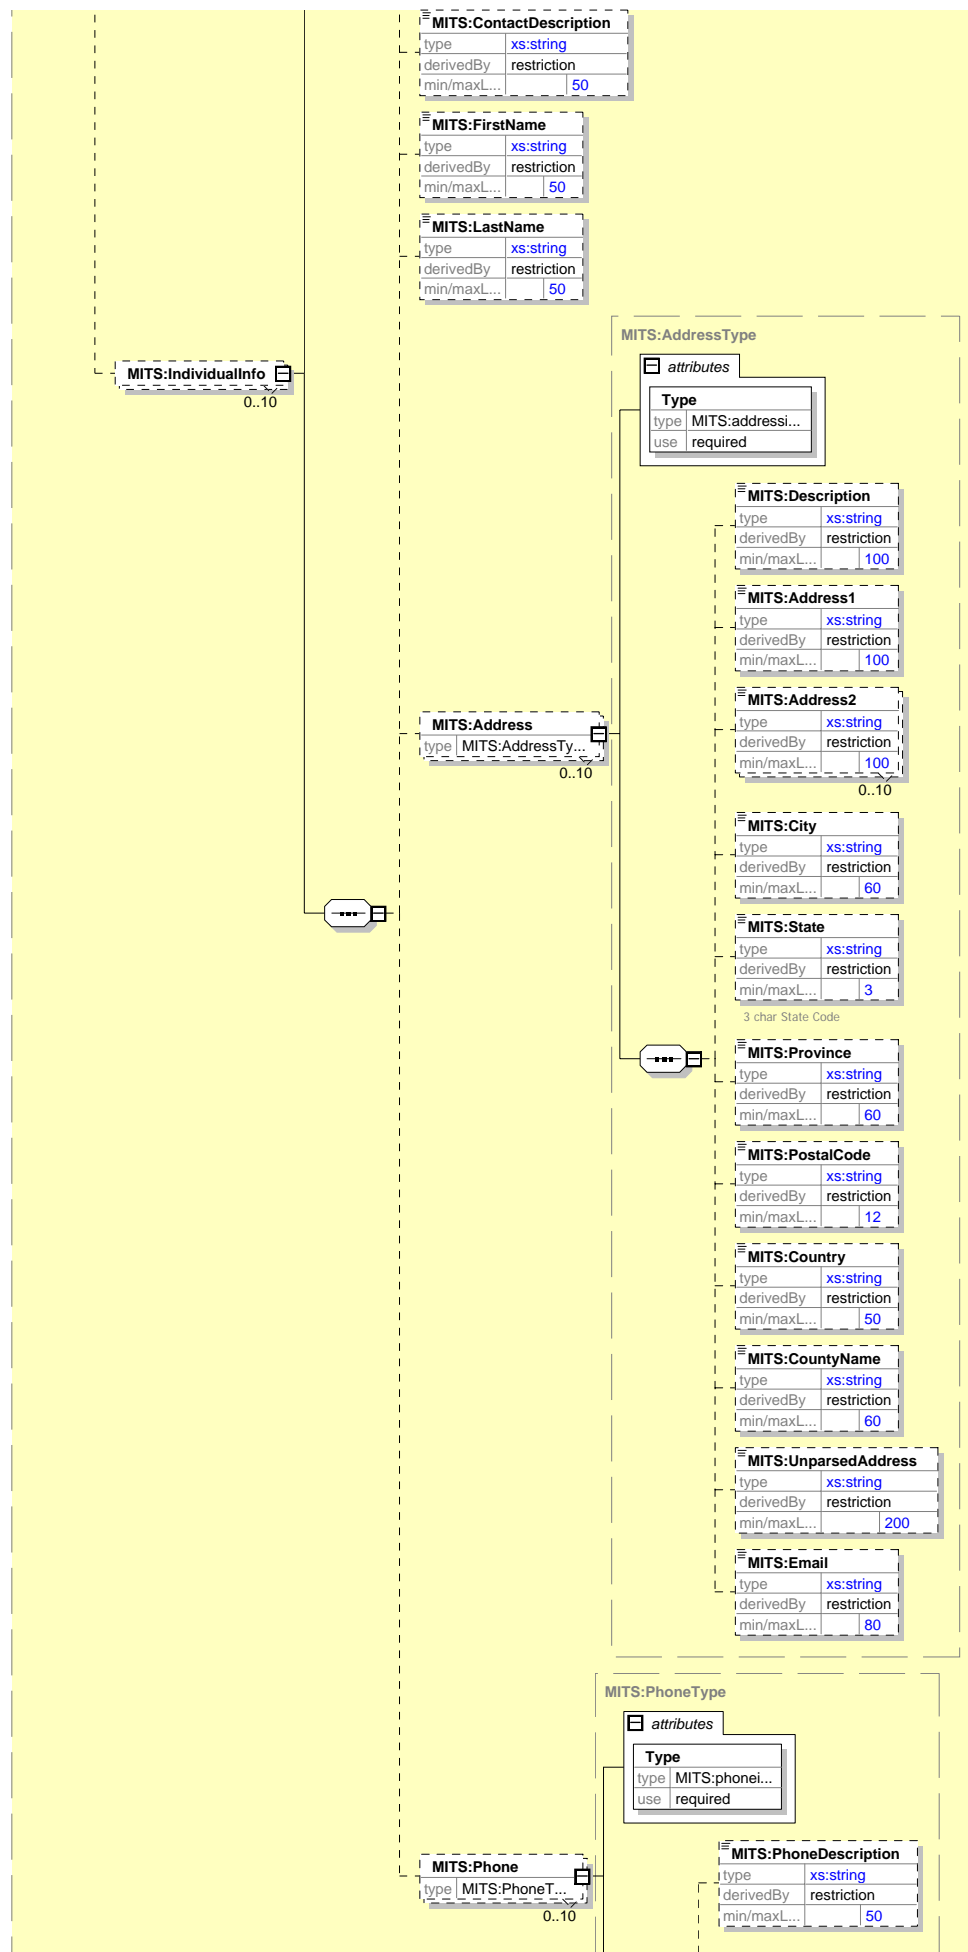 MITS:ContactDescription
type xs:string
derivedBy restriction
min/maxL... 50
MITS:FirstName
type xs:string
derivedBy restriction
min/maxL... 50
MITS:LastName
type xs:string
derivedBy restriction
min/maxL... 50
MITS:AddressType
attributes
MITS:IndividualInfo
0..10
Type
type MITS:addressi...
use required
MITS:Description
type xs:string
derivedBy restriction
min/maxL... 100
MITS:Address1
type xs:string
derivedBy restriction
min/maxL... 100
MITS:Address2
type xs:string
derivedBy restriction
min/maxL... 100
0..10
MITS:Address
type MITS:AddressTy...
0..10
MITS:City
type xs:string
derivedBy restriction
min/maxL... 60
MITS:State
type xs:string
derivedBy restriction
min/maxL... 3
3 char State Code
MITS:Province
type xs:string
derivedBy restriction
min/maxL... 60
MITS:PostalCode
type xs:string
derivedBy restriction
min/maxL... 12
MITS:Country
type xs:string
derivedBy restriction
min/maxL... 50
MITS:CountyName
type xs:string
derivedBy restriction
min/maxL... 60
MITS:UnparsedAddress
type xs:string
derivedBy restriction
min/maxL... 200
MITS:Email
type xs:string
derivedBy restriction
min/maxL... 80
MITS:PhoneType
attributes
Type
type MITS:phonei...
use required
MITS:Phone
type MITS:PhoneT...
0..10
MITS:PhoneDescription
type xs:string
derivedBy restriction
min/maxL... 50